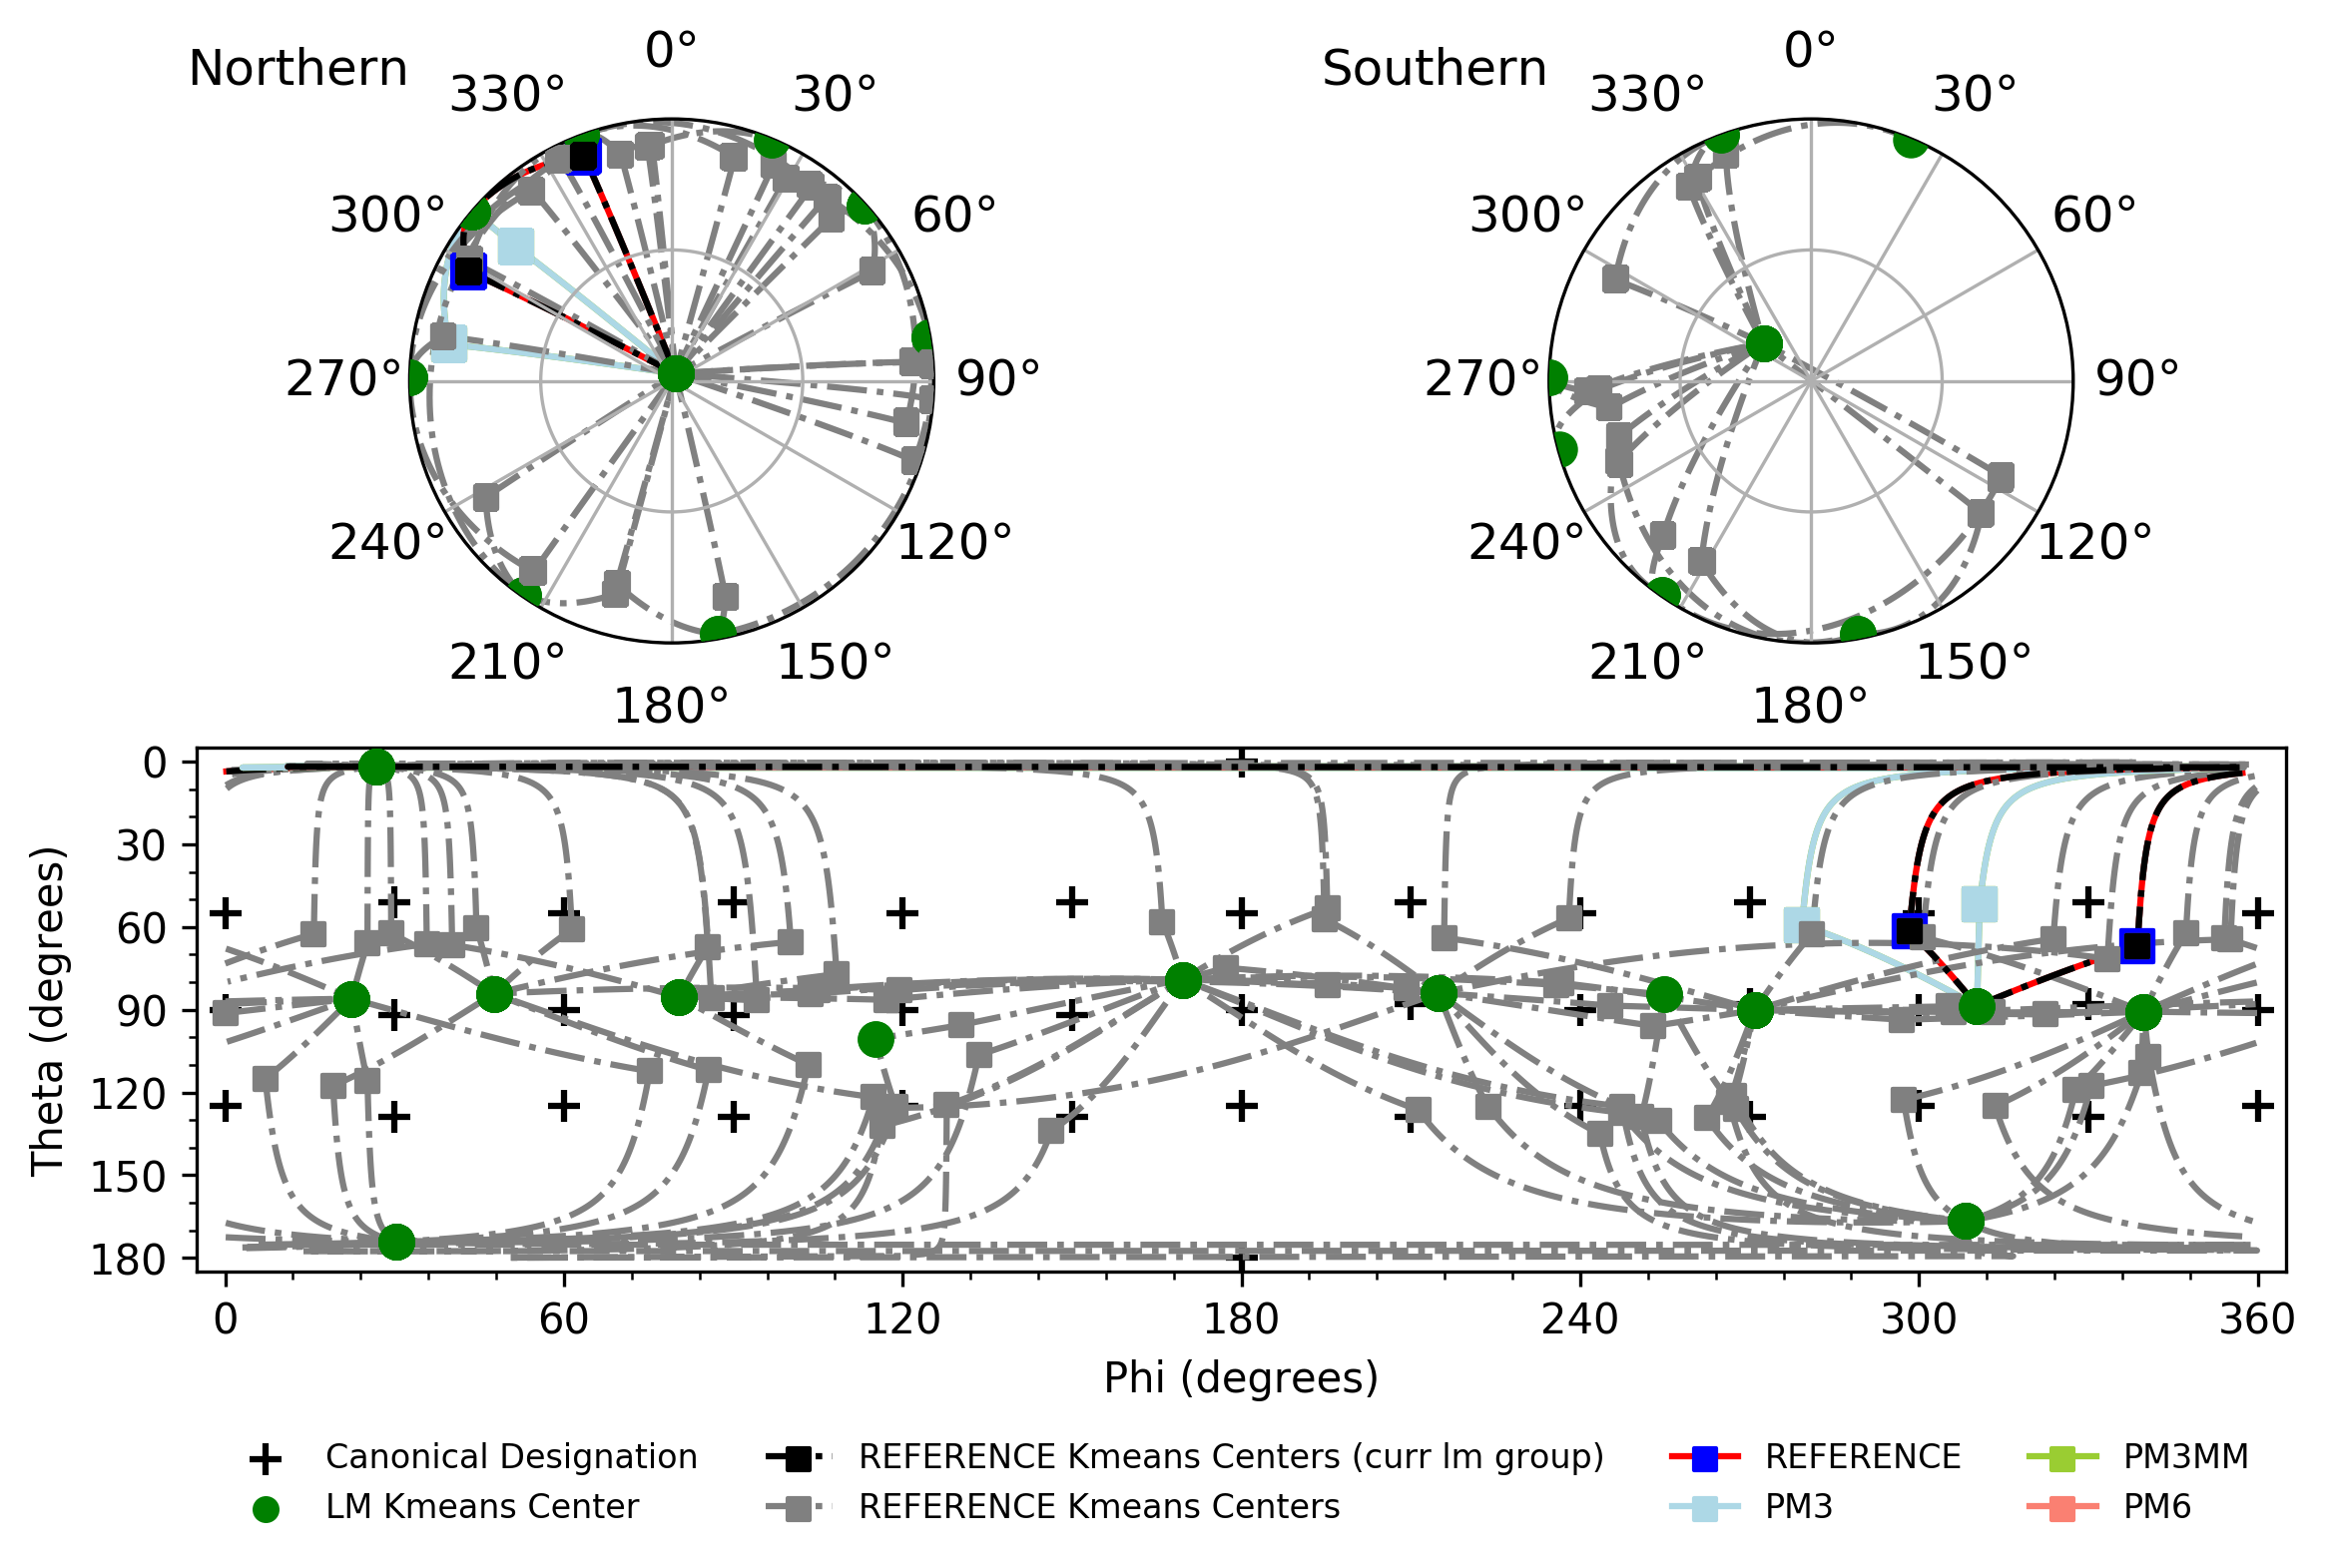 Northern
0°
30°
60°
90°
120°
150°
180°
210°
240°
270°
300°
330°
Southern
0°
30°
60°
90°
120°
150°
180°
210°
240°
270°
300°
330°
Theta (degrees)
0
30
60
90
120
150
180
0 60 120 180 240 300 360
Phi (degrees)
Canonical Designation
LM Kmeans Center
REFERENCE Kmeans Centers (curr lm group)
REFERENCE Kmeans Centers
REFERENCE
PM3
PM3MM
PM6